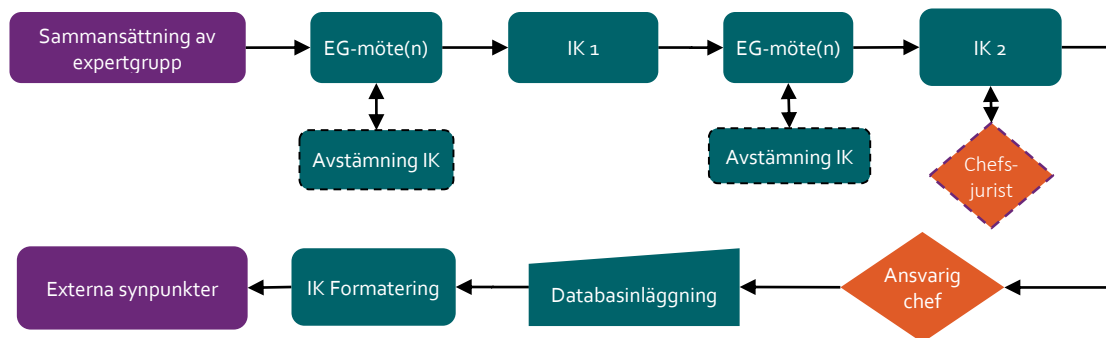 Sammansättning av
expertgrupp
EG-möte(n)
IK 1
EG-möte(n)
IK 2
Avstämning IK
Avstämning IK
Chefs-
jurist
Externa synpunkter
IK Formatering
Databasinläggning
Ansvarig
chef